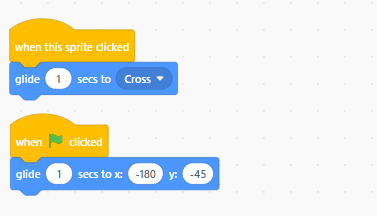 when this sprite clicked
glide 1 secs to Cross
when clicked
glide 1 secs to x: -180 y: -45